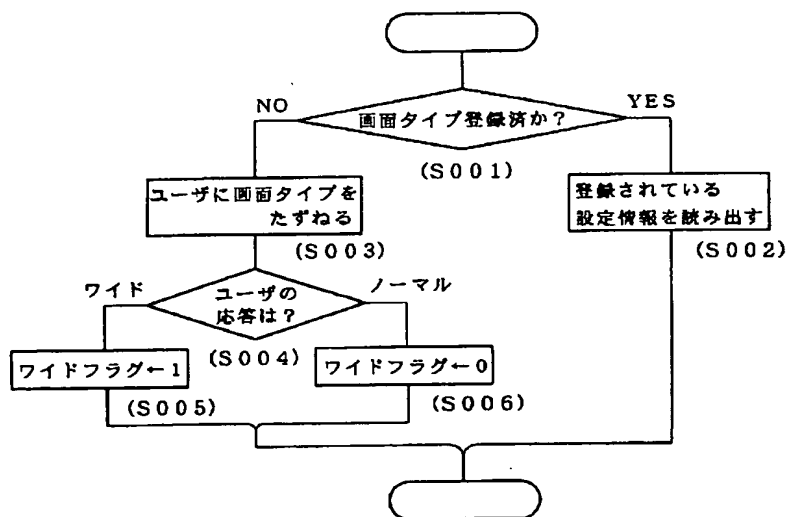 NO
YES
画面タイプ登録済か？
(S001)
ユーザに画面タイプを
たずねる
(S003)
登録されている
設定情報を読み出す
(S002)
ワイド
ノーマル
ユーザの
応答は？
(S004)
ワイドフラグ←1
(S005)
ワイドフラグ←0
(S006)